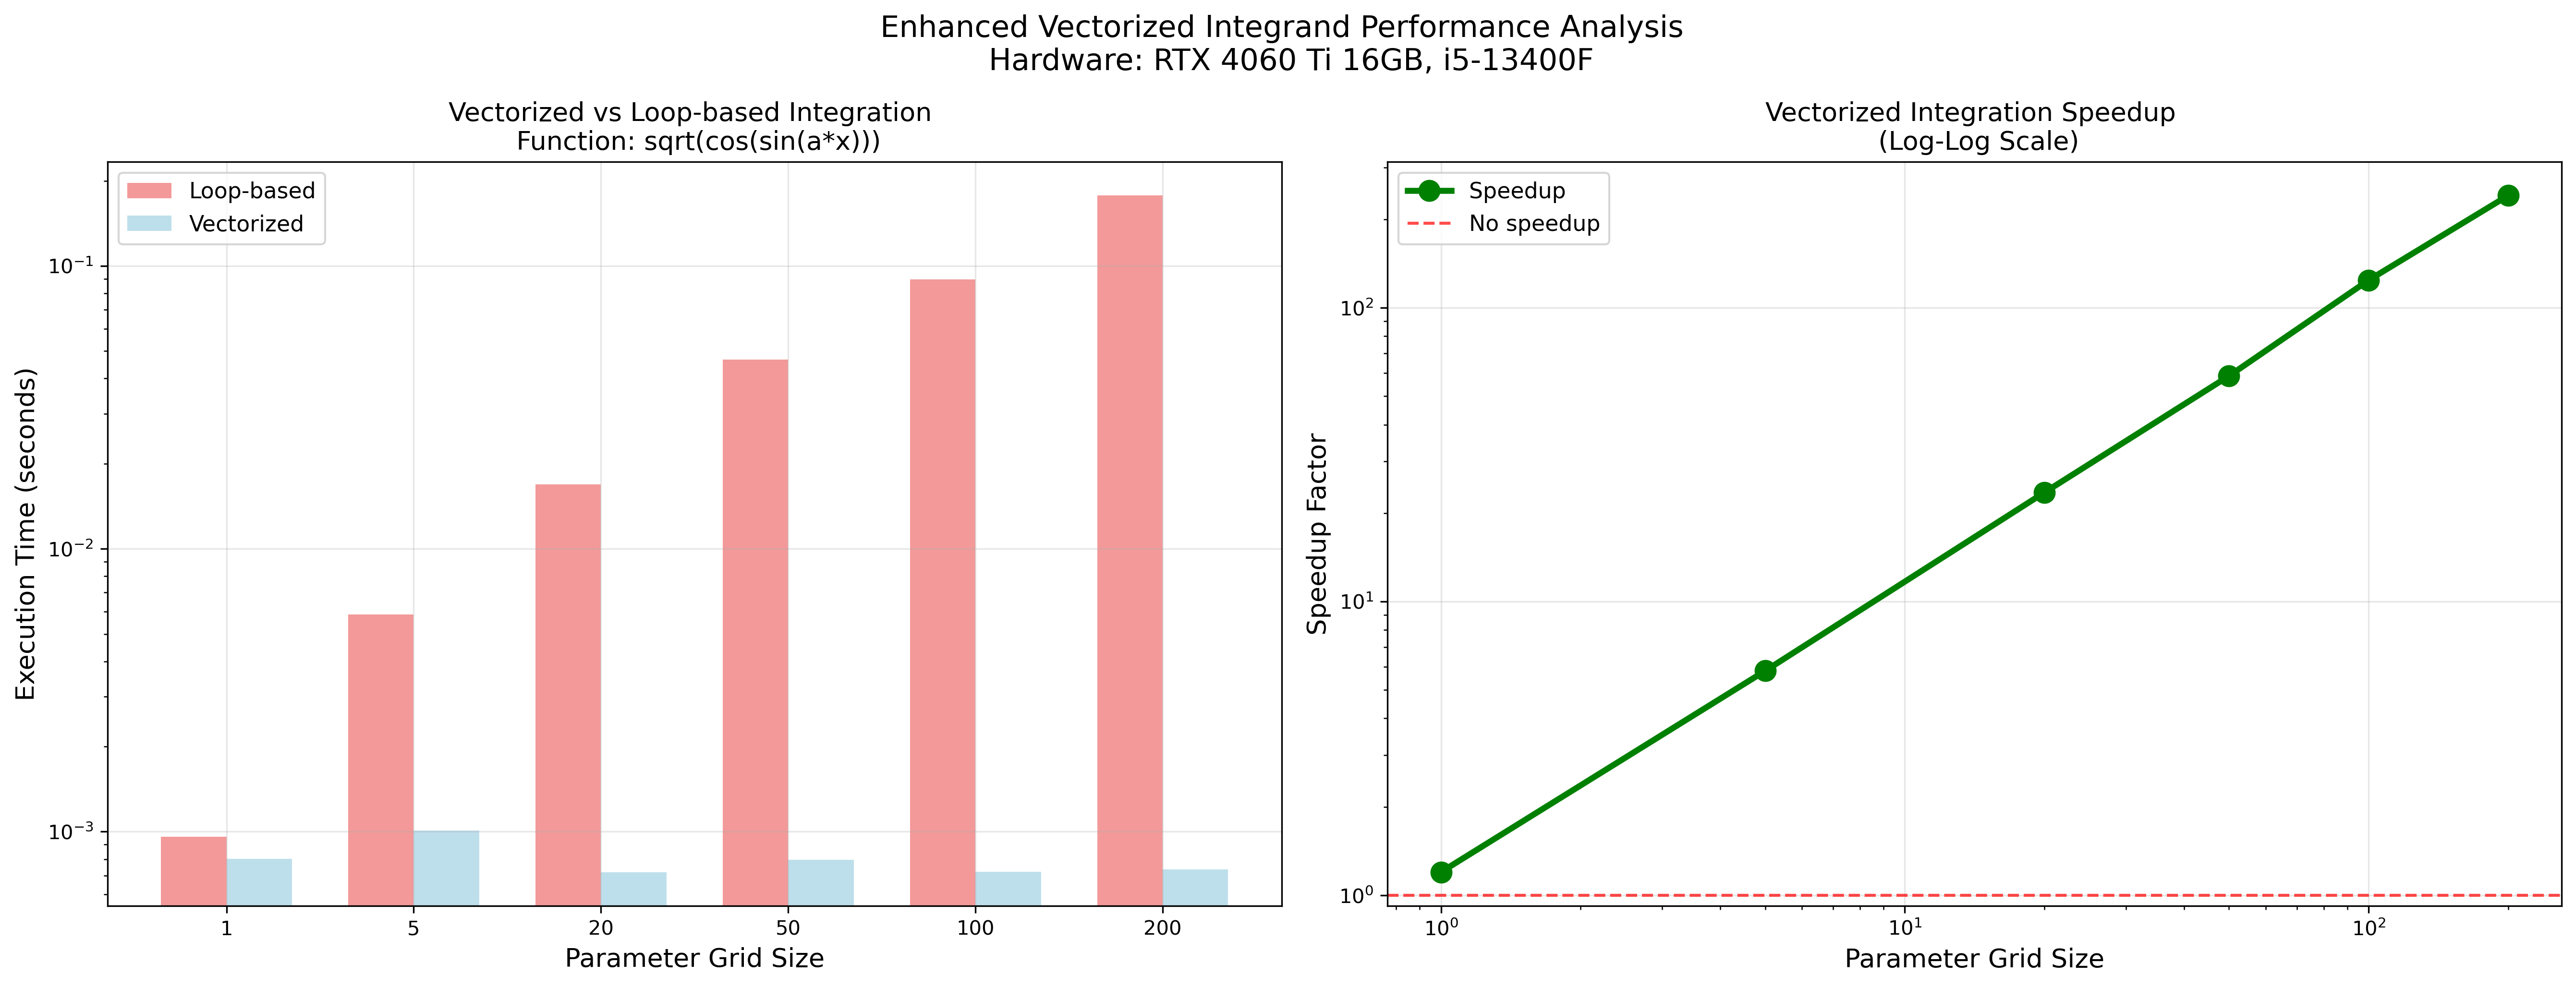 Enhanced Vectorized Integrand Performance Analysis
Hardware: RTX 4060 Ti 16GB, i5-13400F
Vectorized vs Loop-based Integration
Function: sqrt(cos(sin(a*x)))
Loop-based
Vectorized
Execution Time (seconds)
10⁻¹
10⁻²
10⁻³
1 5 20 50 100 200
Parameter Grid Size
Vectorized Integration Speedup
(Log-Log Scale)
Speedup
No speedup
Speedup Factor
10²
10¹
10⁰
10⁰ 10¹ 10²
Parameter Grid Size